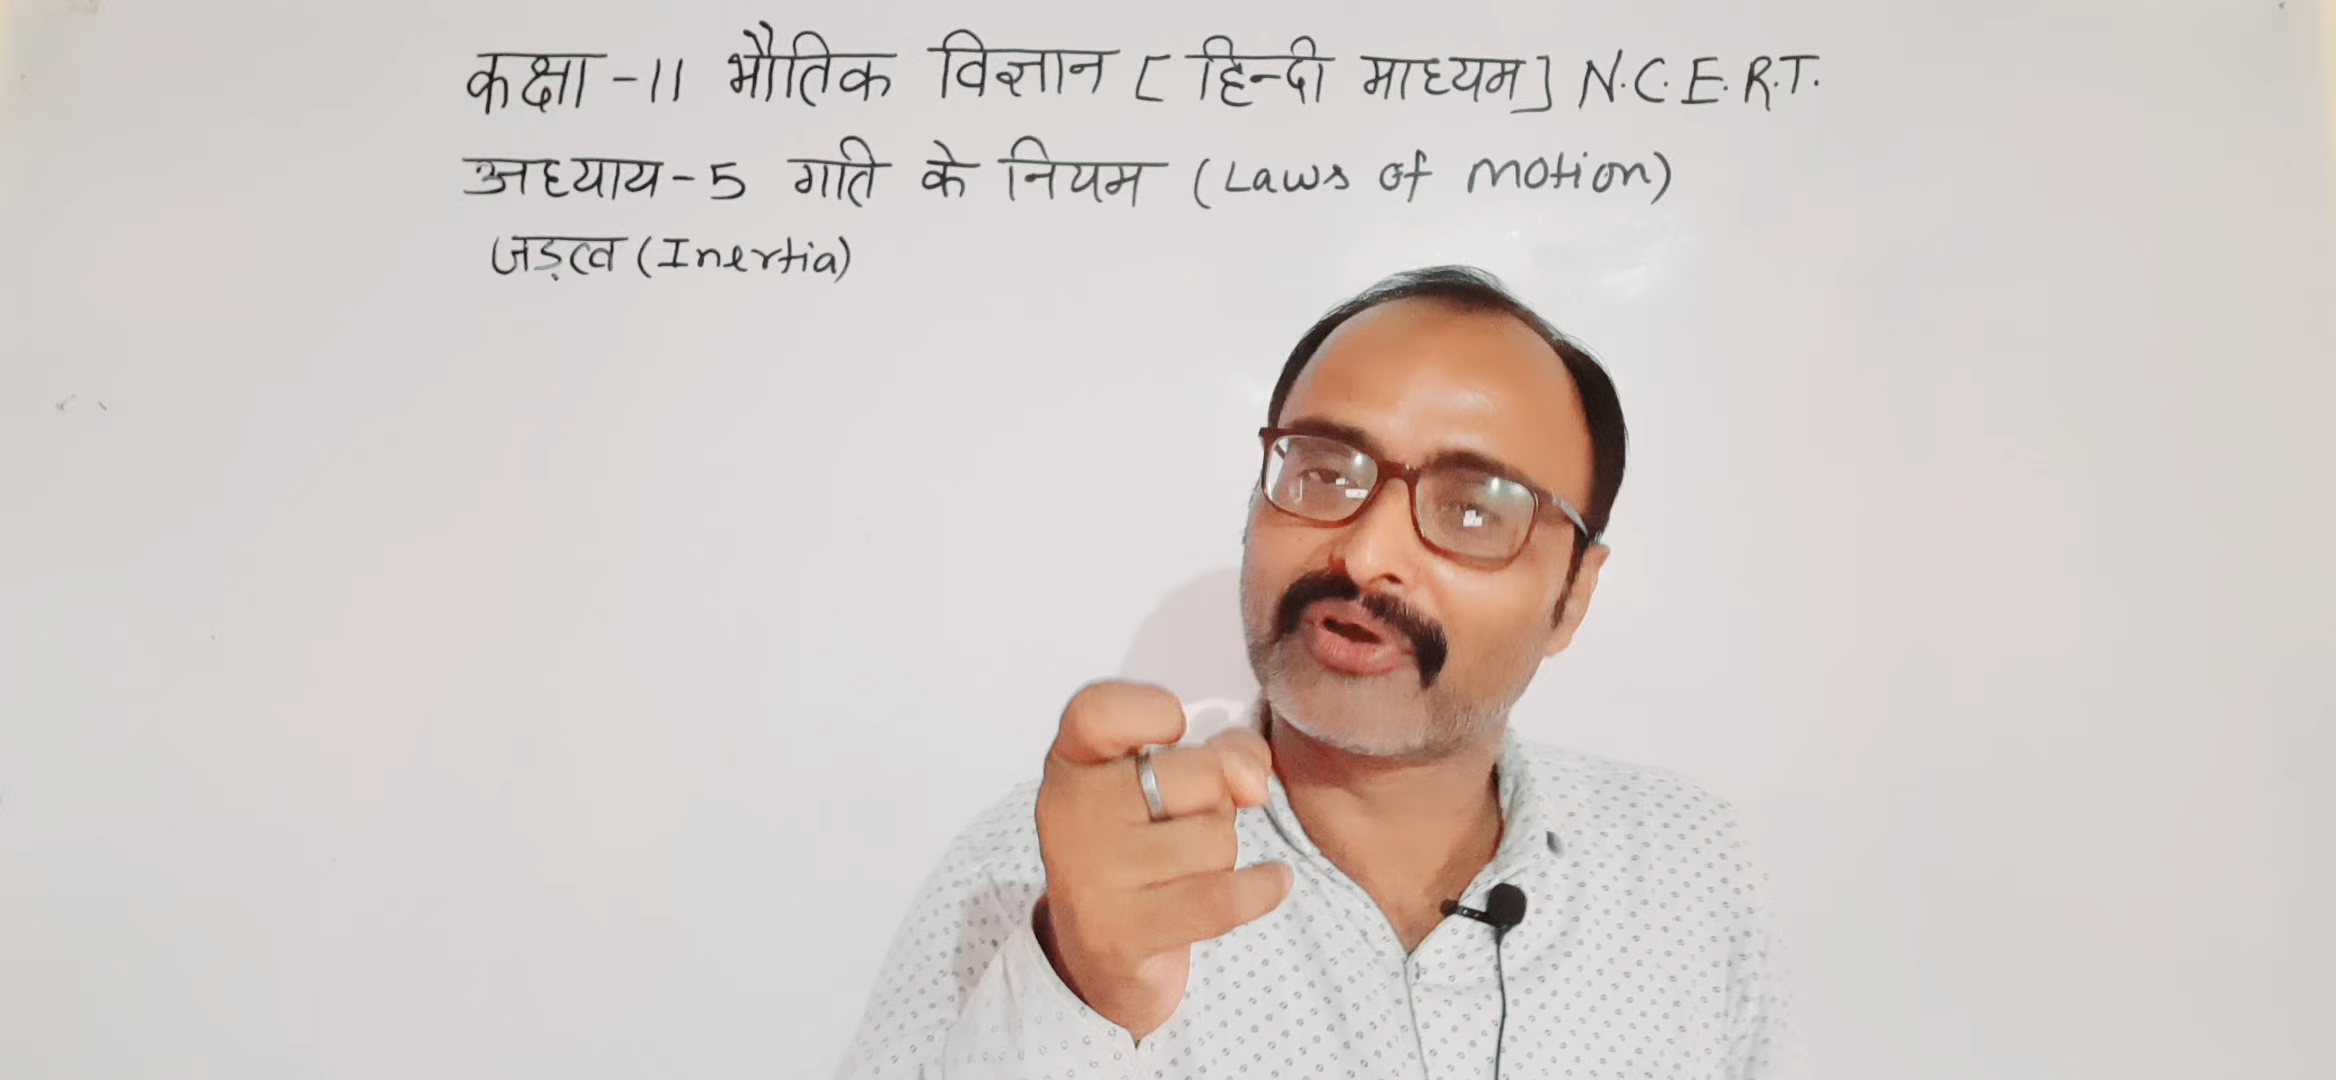 कक्षा -11 भौतिक विज्ञान [ हिन्दी माध्यम ] N.C.E.R.T.
अध्याय-5 गति के नियम (Laws of motion)
जड़त्व (Inertia)